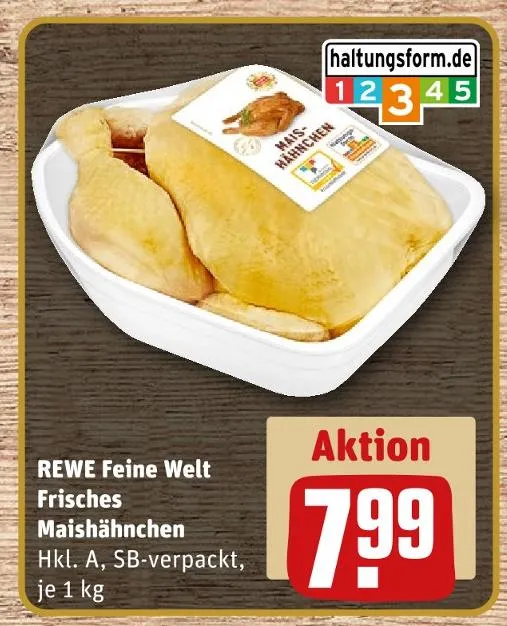 haltungsform.de
1 2 3 4 5
MAIS-
HÄHNCHEN
Aktion
7.99
REWE Feine Welt
Frisches
Maishähnchen
Hkl. A, SB-verpackt,
je 1 kg